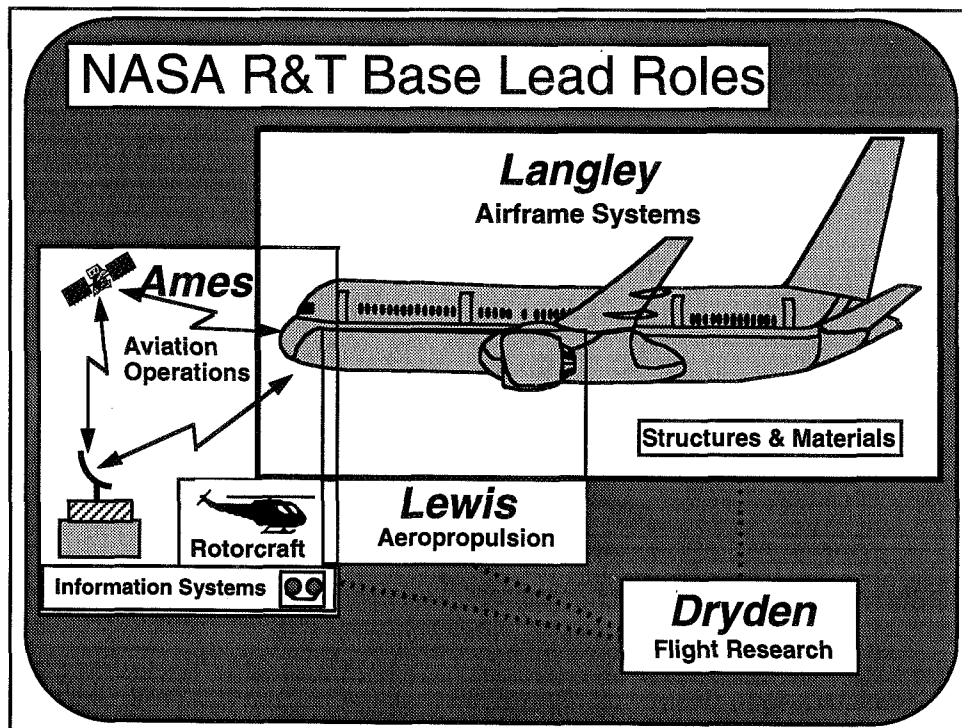 NASA R&T Base Lead Roles
Langley
Airframe Systems
Ames
Aviation
Operations
Structures & Materials
Lewis
Aeropropulsion
Rotorcraft
Information Systems
Dryden
Flight Research